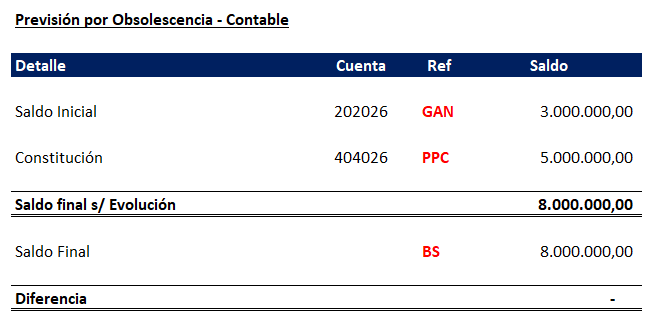 Previsión por Obsolescencia - Contable
Detalle Cuenta Ref Saldo
Saldo Inicial 202026 GAN 3.000.000,00
Constitución 404026 PPC 5.000.000,00
Saldo final s/ Evolución 8.000.000,00
Saldo Final BS 8.000.000,00
Diferencia -